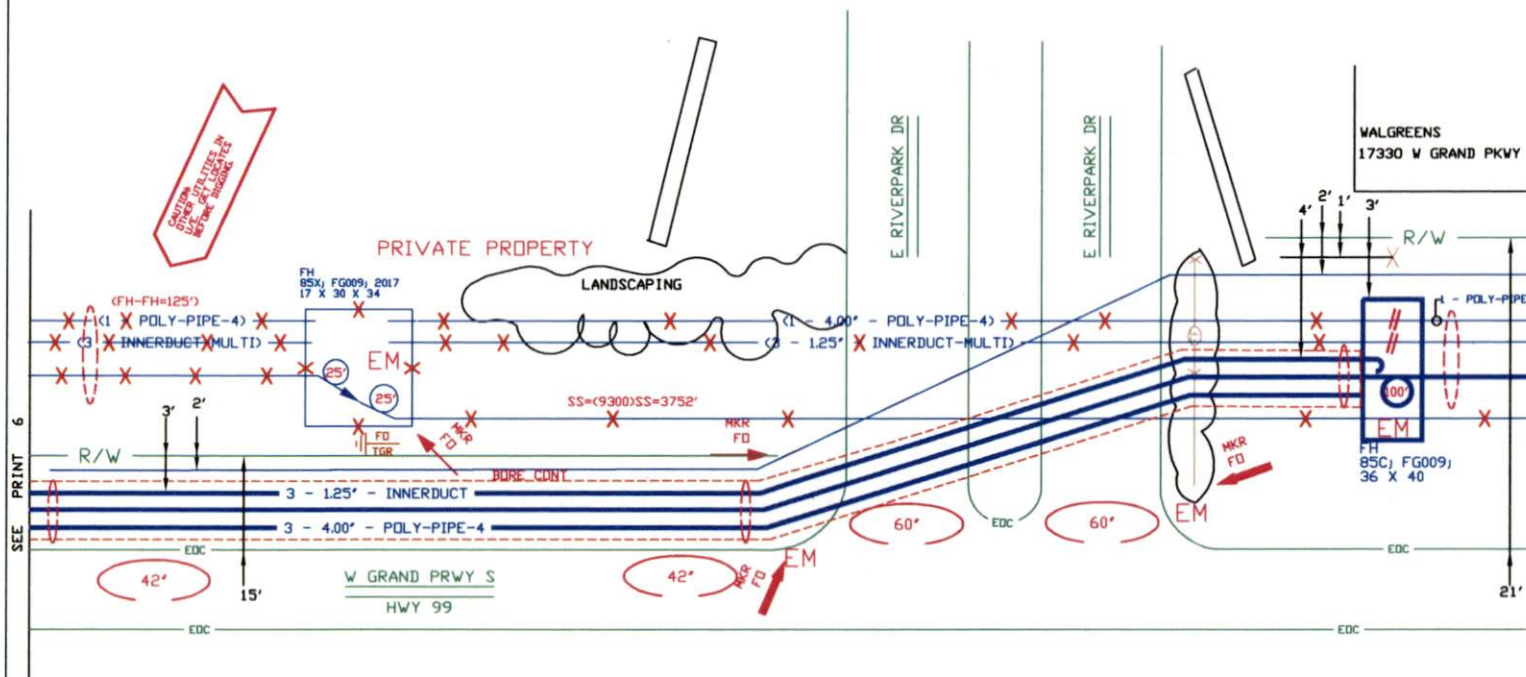 SEE PRINT 6
CAUTION:
OTHER UTILITIES IN
U/E. GET LOCATES
BEFORE DIGGING.
PRIVATE PROPERTY
LANDSCAPING
(FH-FH=125')
FH
85X; FG009; 2017
17 X 30 X 34
(1 X POLY-PIPE-4)
(3 X INNERDUCT-MULTI)
EM
25'
25'
FO
TGR
MKR
FO
BORE CONT
SS=(9300)SS=3752'
(1 - 4.00" - POLY-PIPE-4)
(3 - 1.25" X INNERDUCT-MULTI)
E RIVERPARK DR
E RIVERPARK DR
WALGREENS
17330 W GRAND PKWY
4'
2'
1'
3'
R/W
1 - POLY-PIPE
100'
EM
FH
85C; FG009;
36 X 40
3'
2'
R/W
MKR
FO
3 - 1.25" - INNERDUCT
3 - 4.00" - POLY-PIPE-4
EOC
42"
15'
W GRAND PRWY S
HWY 99
42"
MKR
FO
EM
60"
EOC
60"
EM
MKR
FO
EOC
21'
EOC
EOC